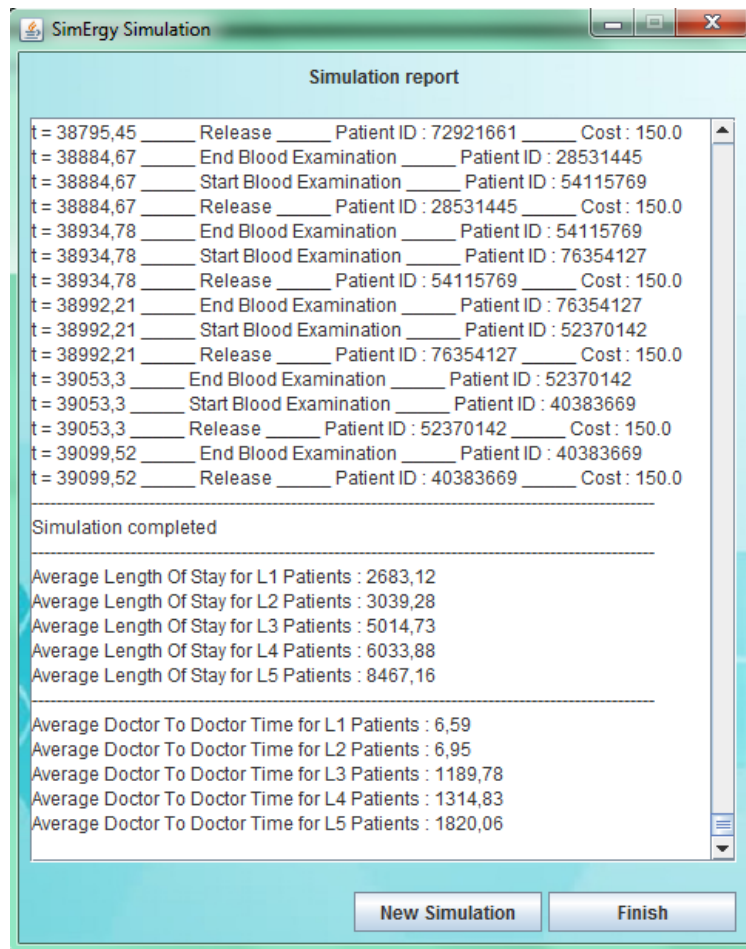 SimErgy Simulation
Simulation report
t = 38795,45 _____ Release _____ Patient ID : 72921661 _____ Cost : 150.0
t = 38884,67 _____ End Blood Examination _____ Patient ID : 28531445
t = 38884,67 _____ Start Blood Examination _____ Patient ID : 54115769
t = 38884,67 _____ Release _____ Patient ID : 28531445 _____ Cost : 150.0
t = 38934,78 _____ End Blood Examination _____ Patient ID : 54115769
t = 38934,78 _____ Start Blood Examination _____ Patient ID : 76354127
t = 38934,78 _____ Release _____ Patient ID : 54115769 _____ Cost : 150.0
t = 38992,21 _____ End Blood Examination _____ Patient ID : 76354127
t = 38992,21 _____ Start Blood Examination _____ Patient ID : 52370142
t = 38992,21 _____ Release _____ Patient ID : 76354127 _____ Cost : 150.0
t = 39053,3 _____ End Blood Examination _____ Patient ID : 52370142
t = 39053,3 _____ Start Blood Examination _____ Patient ID : 40383669
t = 39053,3 _____ Release _____ Patient ID : 52370142 _____ Cost : 150.0
t = 39099,52 _____ End Blood Examination _____ Patient ID : 40383669
t = 39099,52 _____ Release _____ Patient ID : 40383669 _____ Cost : 150.0
Simulation completed
Average Length Of Stay for L1 Patients : 2683,12
Average Length Of Stay for L2 Patients : 3039,28
Average Length Of Stay for L3 Patients : 5014,73
Average Length Of Stay for L4 Patients : 6033,88
Average Length Of Stay for L5 Patients : 8467,16
Average Doctor To Doctor Time for L1 Patients : 6,59
Average Doctor To Doctor Time for L2 Patients : 6,95
Average Doctor To Doctor Time for L3 Patients : 1189,78
Average Doctor To Doctor Time for L4 Patients : 1314,83
Average Doctor To Doctor Time for L5 Patients : 1820,06
New Simulation
Finish